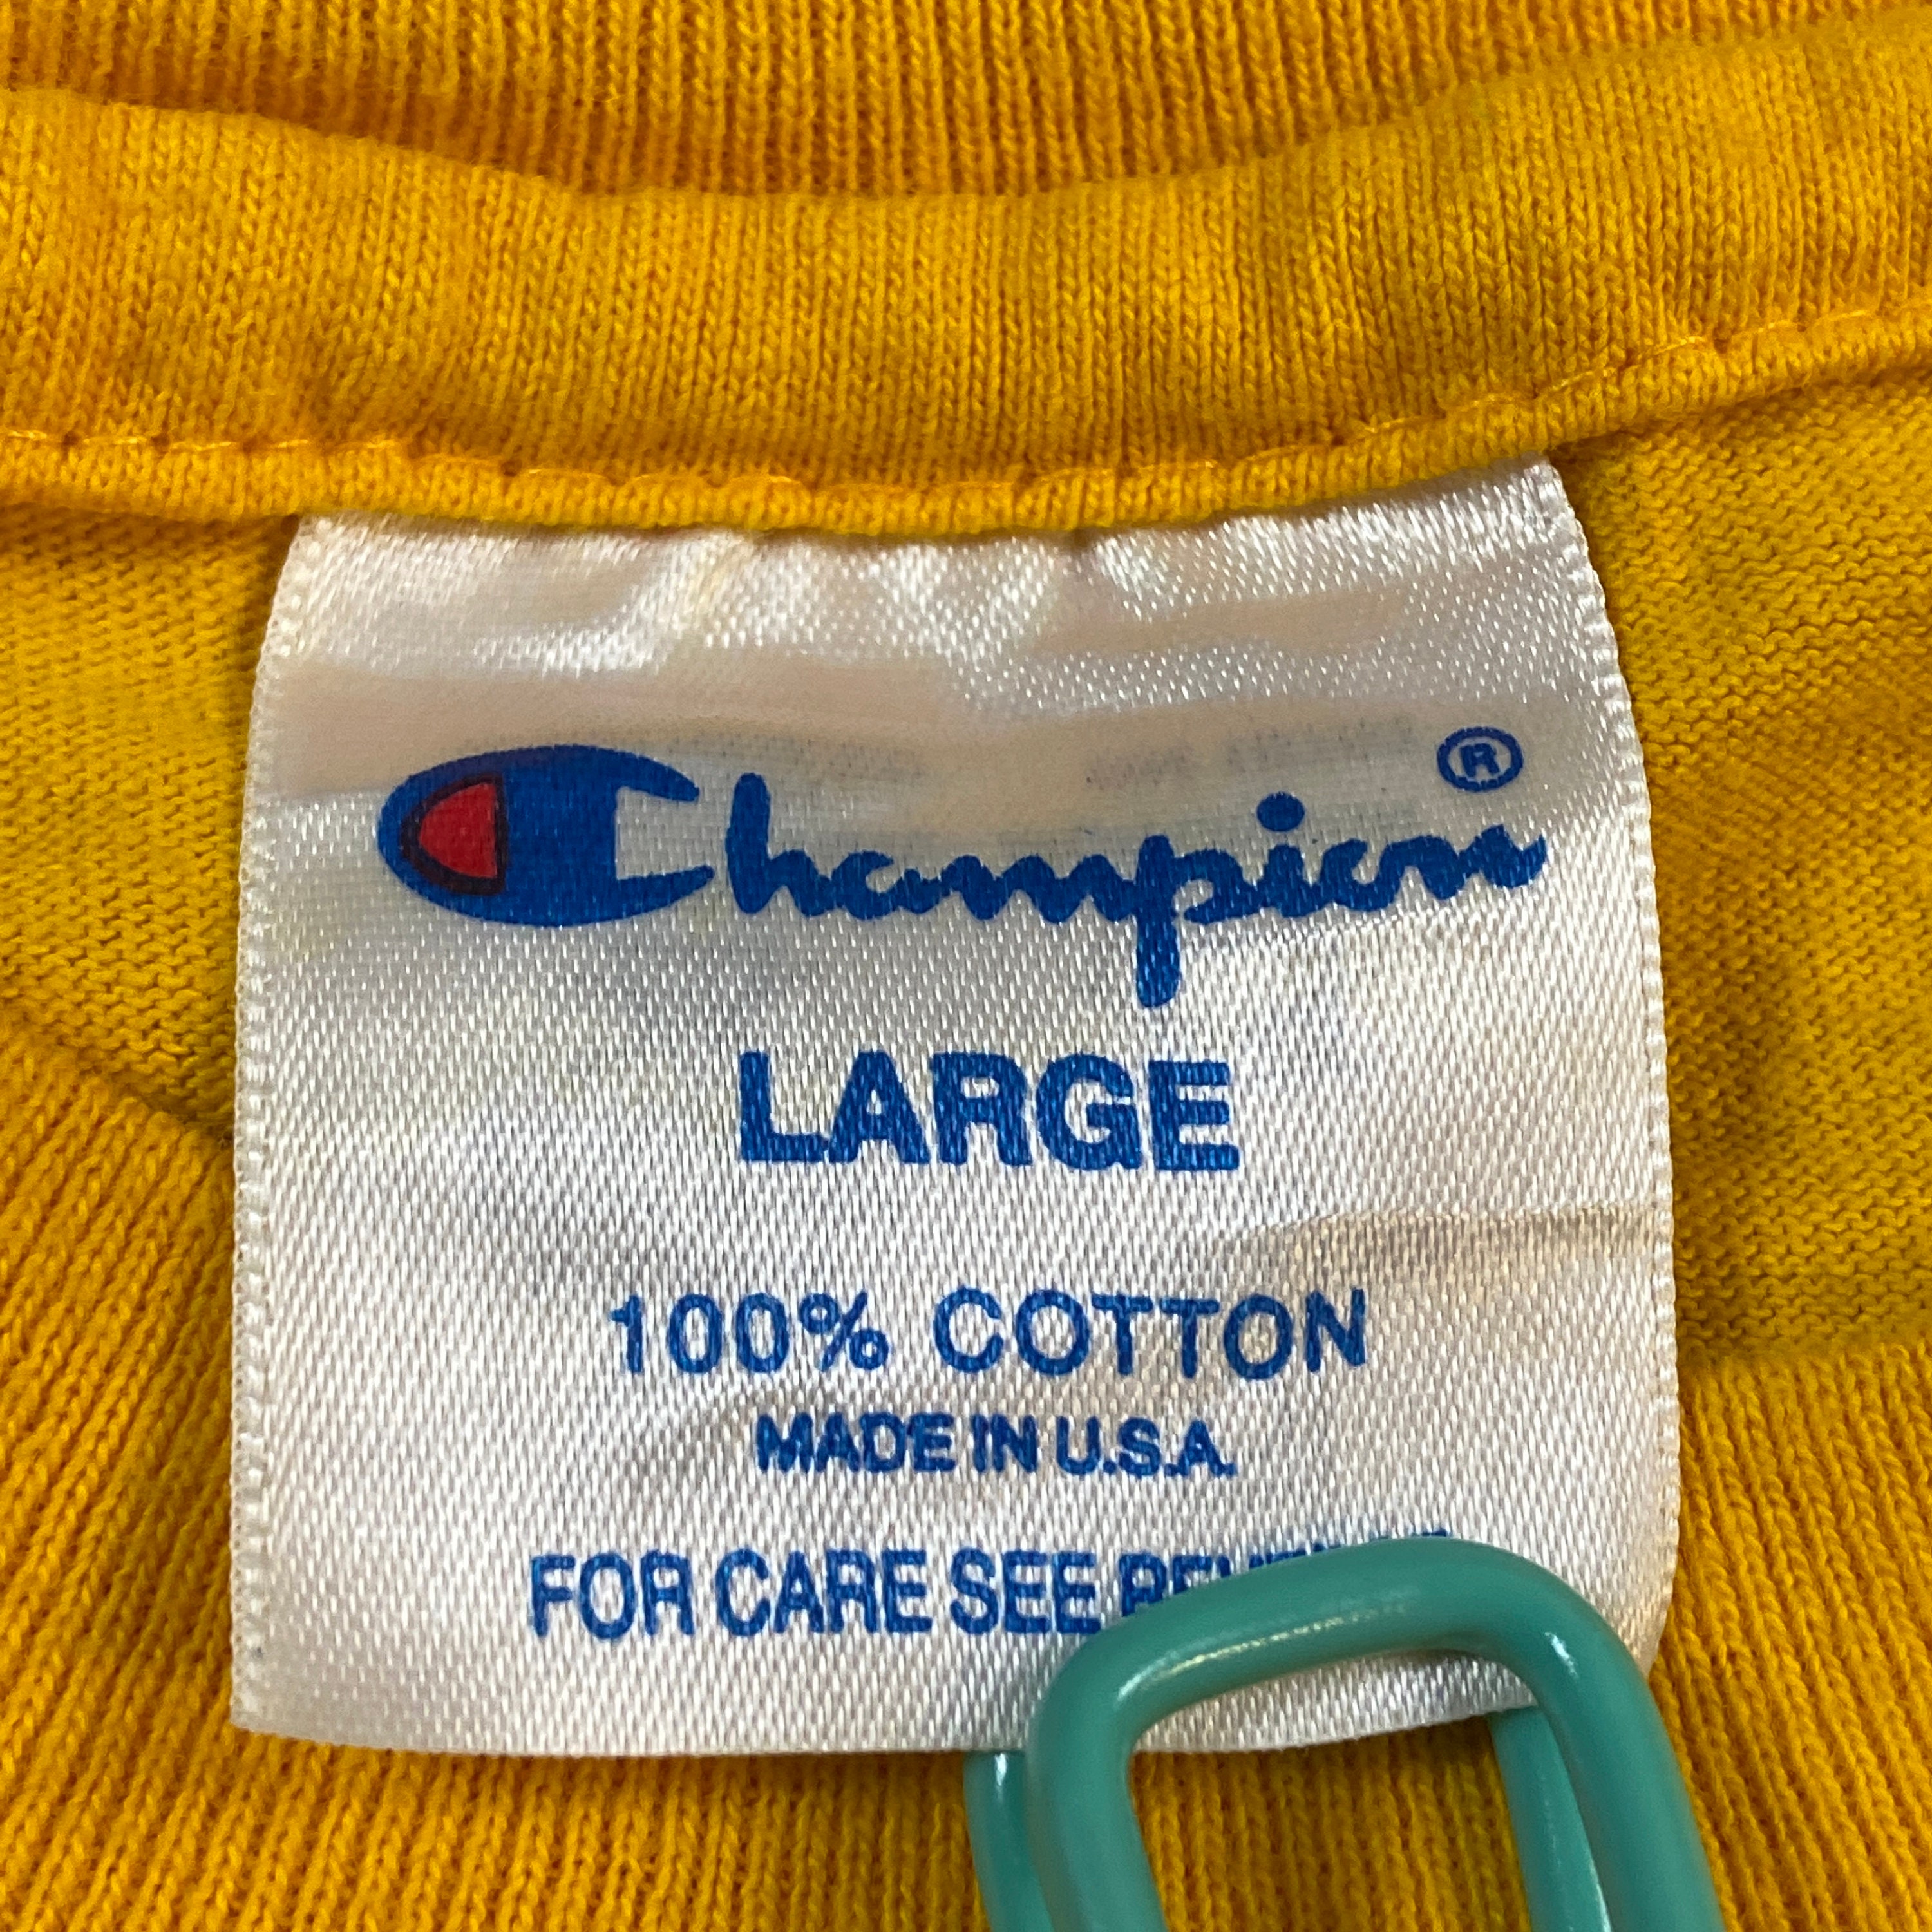 Champion®
LARGE
100% COTTON
MADE IN U.S.A.
FOR CARE SEE